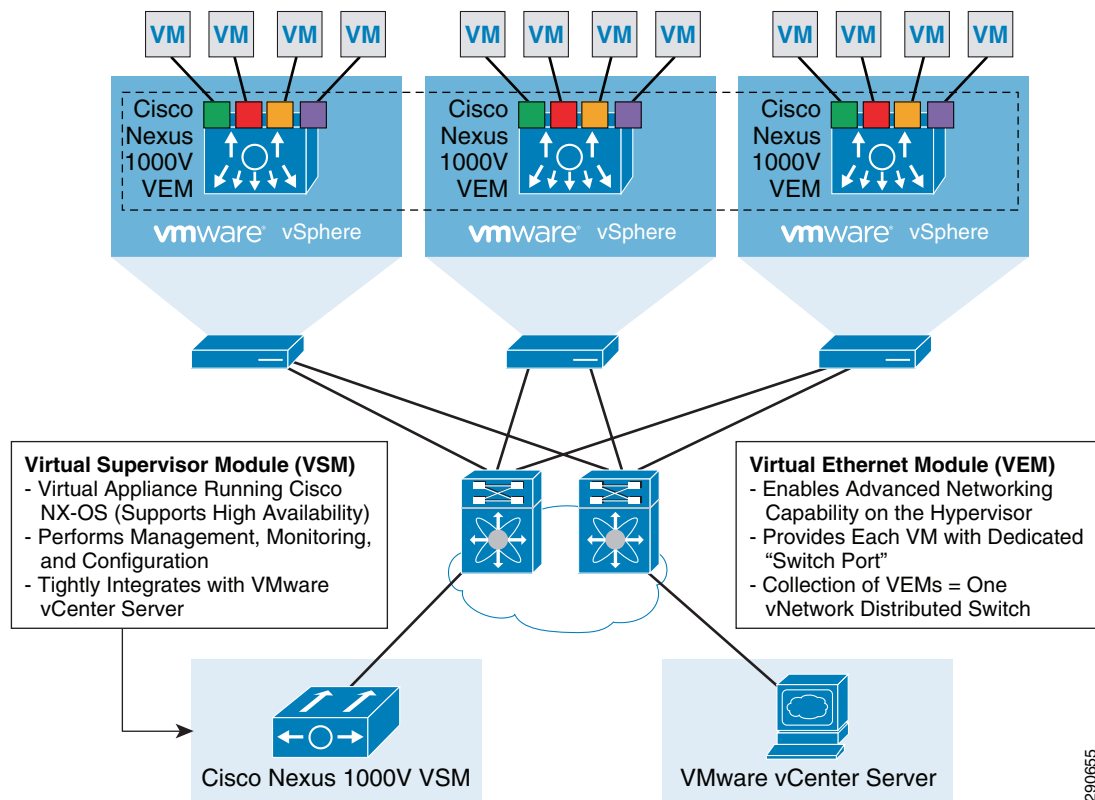 VM VM VM VM VM VM VM VM VM VM VM VM
Cisco
Nexus
1000V
VEM
vmware® vSphere
Cisco
Nexus
1000V
VEM
vmware® vSphere
Cisco
Nexus
1000V
VEM
vmware® vSphere
Virtual Supervisor Module (VSM)
- Virtual Appliance Running Cisco
NX-OS (Supports High Availability)
- Performs Management, Monitoring,
and Configuration
- Tightly Integrates with VMware
vCenter Server
Virtual Ethernet Module (VEM)
- Enables Advanced Networking
Capability on the Hypervisor
- Provides Each VM with Dedicated
“Switch Port”
- Collection of VEMs = One
vNetwork Distributed Switch
Cisco Nexus 1000V VSM
VMware vCenter Server
290655